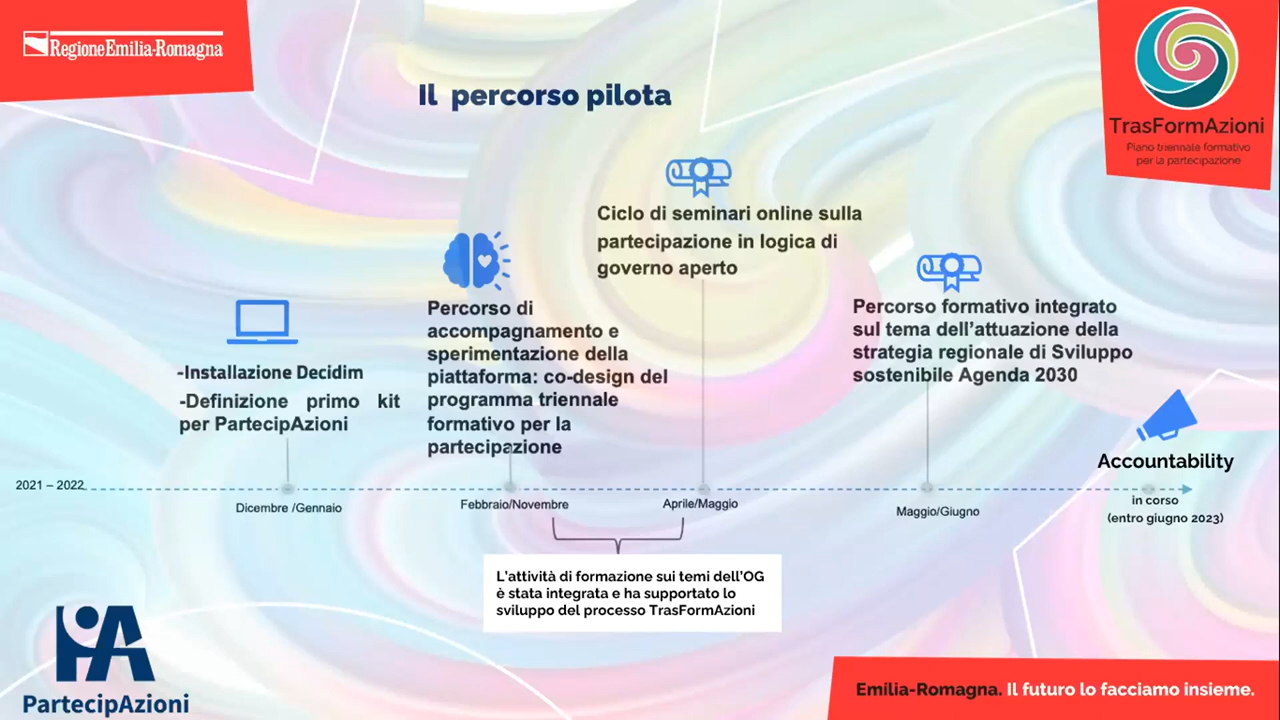 RegioneEmilia-Romagna
Il percorso pilota
TrasFormAzioni
Piano triennale formativo
per la partecipazione
Ciclo di seminari online sulla
partecipazione in logica di
governo aperto
Percorso di
accompagnamento e
sperimentazione della
piattaforma: co-design del
programma triennale
formativo per la
partecipazione
Percorso formativo integrato
sul tema dell'attuazione della
strategia regionale di Sviluppo
sostenibile Agenda 2030
-Installazione Decidim
-Definizione primo kit
per PartecipAzioni
Accountability
2021 – 2022
Dicembre /Gennaio
Febbraio/Novembre
Aprile/Maggio
Maggio/Giugno
in corso
(entro giugno 2023)
L'attività di formazione sui temi dell'OG
è stata integrata e ha supportato lo
sviluppo del processo TrasFormAzioni
PA
PartecipAzioni
Emilia-Romagna. Il futuro lo facciamo insieme.